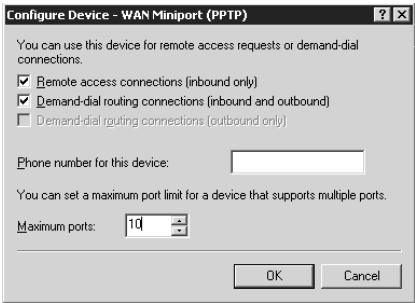 Configure Device - WAN Miniport (PPTP)
You can use this device for remote access requests or demand-dial
connections.
Remote access connections (inbound only)
Demand-dial routing connections (inbound and outbound)
Demand-dial routing connections (outbound only)
Phone number for this device:
You can set a maximum port limit for a device that supports multiple ports.
Maximum ports: 10
OK Cancel